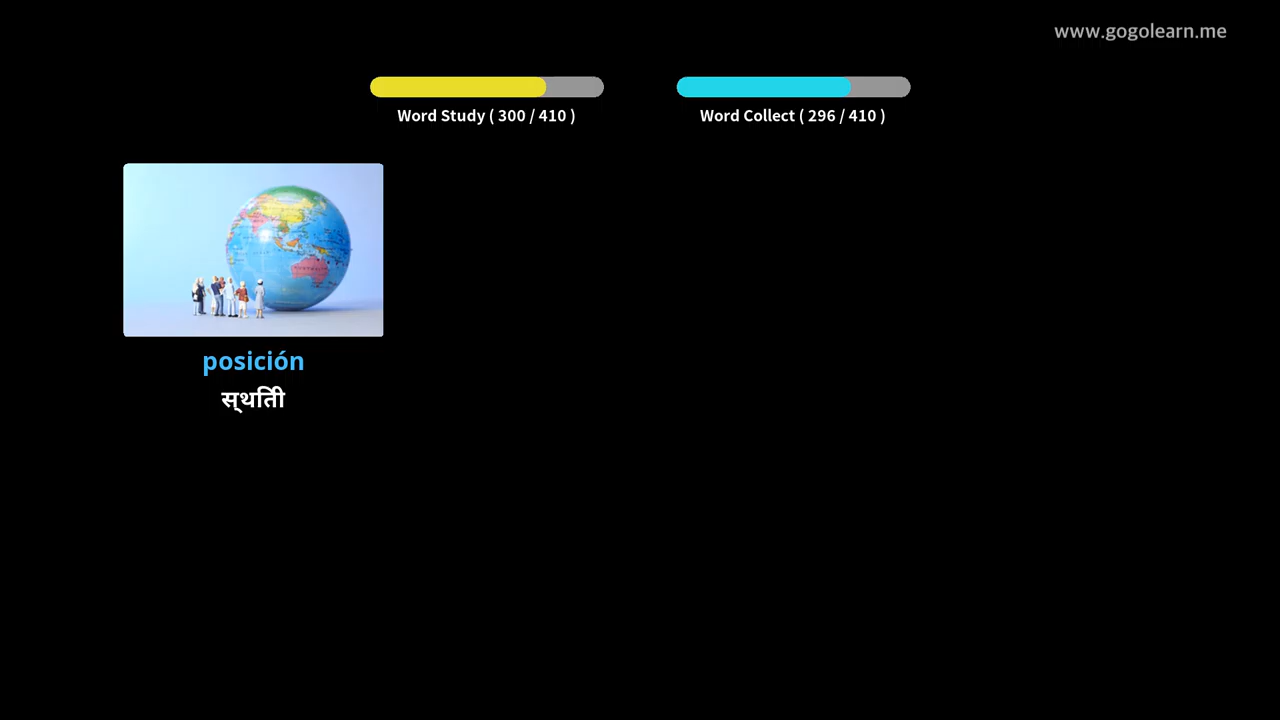 www.gogolearn.me
Word Study ( 300 / 410 )
Word Collect ( 296 / 410 )
posición
स्थिती